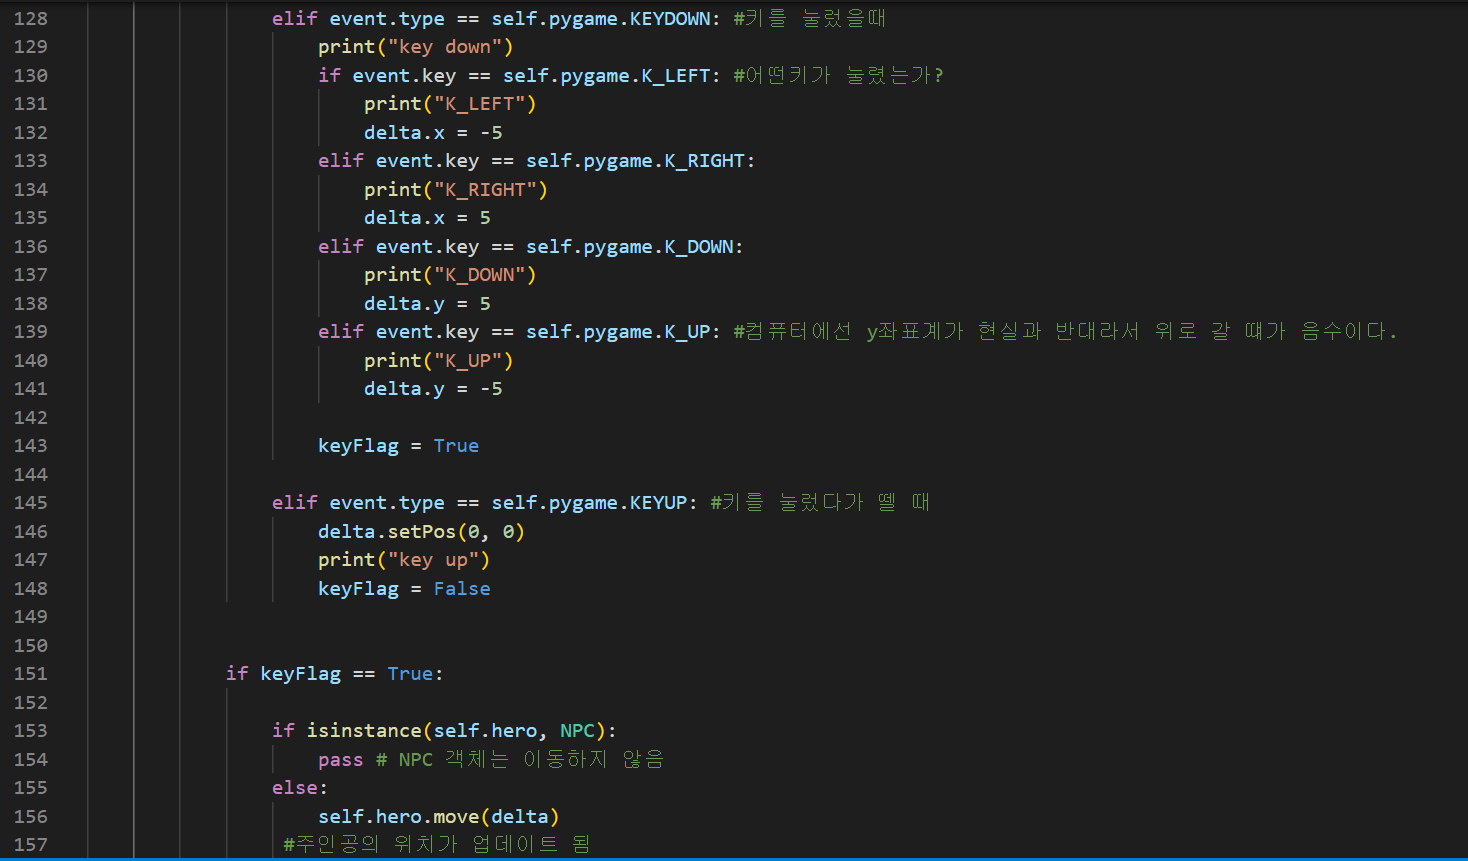 128 elif event.type == self.pygame.KEYDOWN: #키를 눌렀을때
129 print("key down")
130 if event.key == self.pygame.K_LEFT: #어떤키가 눌렸는가?
131 print("K_LEFT")
132 delta.x = -5
133 elif event.key == self.pygame.K_RIGHT:
134 print("K_RIGHT")
135 delta.x = 5
136 elif event.key == self.pygame.K_DOWN:
137 print("K_DOWN")
138 delta.y = 5
139 elif event.key == self.pygame.K_UP: #컴퓨터에선 y좌표계가 현실과 반대라서 위로 갈 때가 음수이다.
140 print("K_UP")
141 delta.y = -5
142
143 keyFlag = True
144
145 elif event.type == self.pygame.KEYUP: #키를 눌렀다가 뗄 때
146 delta.setPos(0, 0)
147 print("key up")
148 keyFlag = False
149
150
151 if keyFlag == True:
152
153 if isinstance(self.hero, NPC):
154 pass # NPC 객체는 이동하지 않음
155 else:
156 self.hero.move(delta)
157 #주인공의 위치가 업데이트 됨